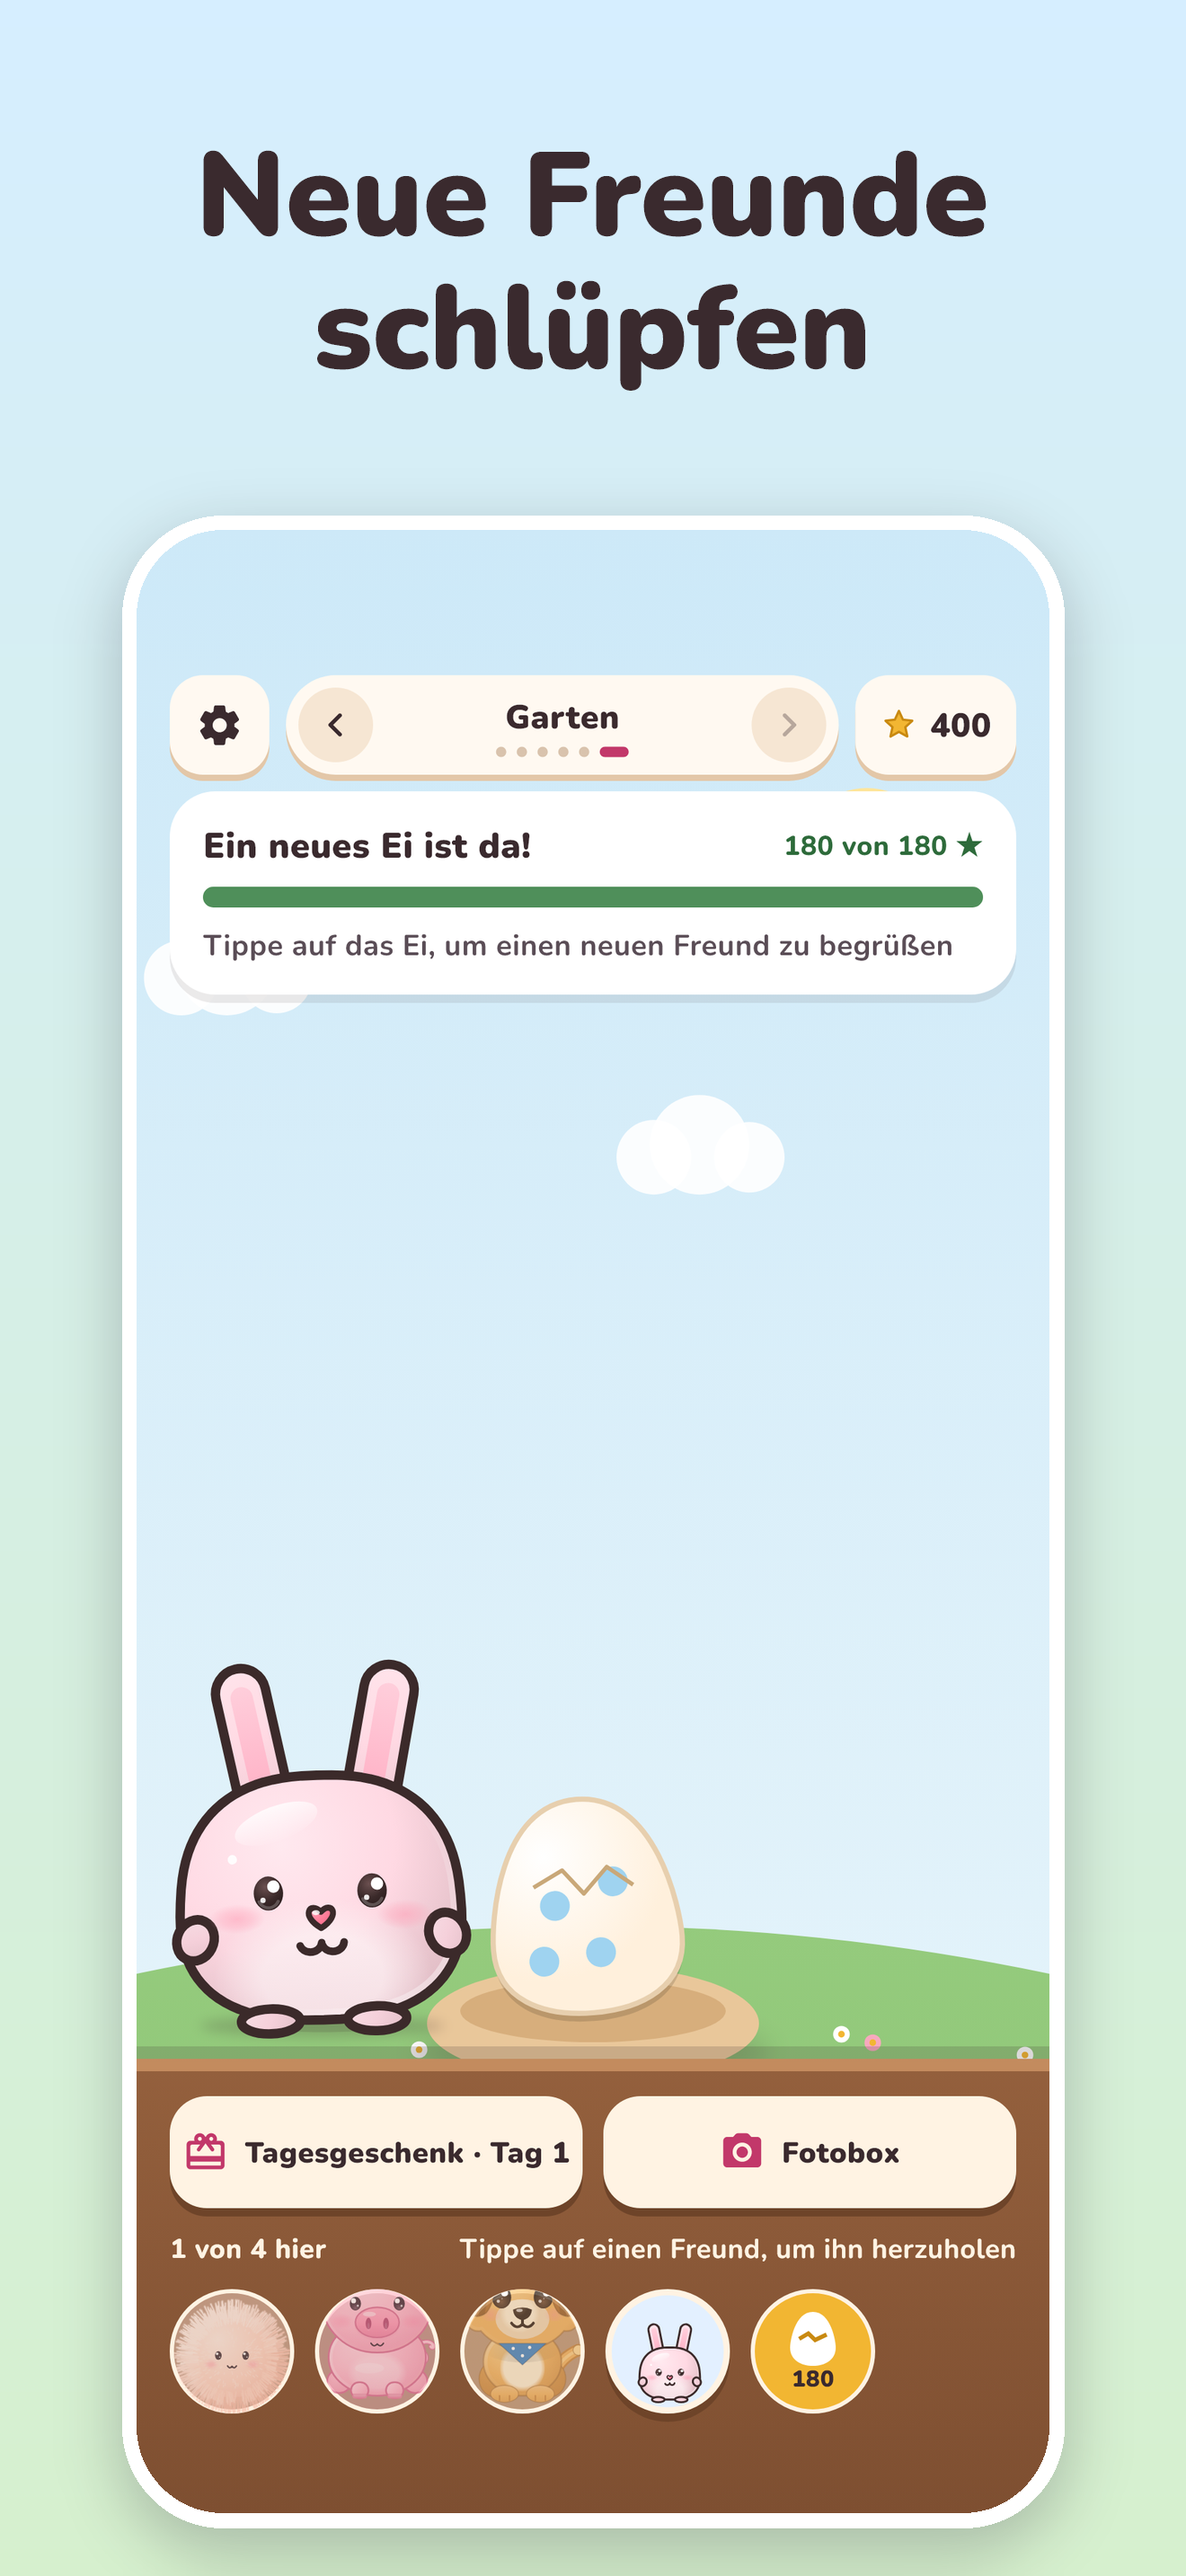 Neue Freunde
schlüpfen
Garten
400
Ein neues Ei ist da!
180 von 180 ★
Tippe auf das Ei, um einen neuen Freund zu begrüßen
Tagesgeschenk · Tag 1
Fotobox
1 von 4 hier
Tippe auf einen Freund, um ihn herzuholen
180